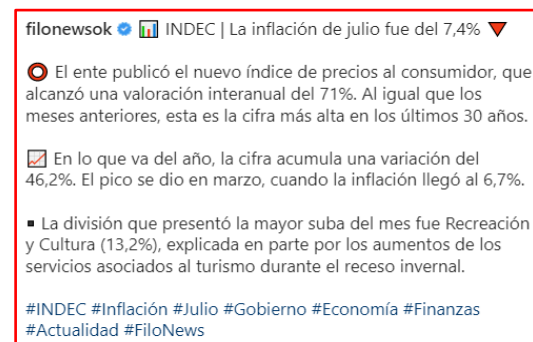 filonewsok 📊 INDEC | La inflación de julio fue del 7,4% 🔻
⭕ El ente publicó el nuevo índice de precios al consumidor, que
alcanzó una valoración interanual del 71%. Al igual que los
meses anteriores, esta es la cifra más alta en los últimos 30 años.
📈 En lo que va del año, la cifra acumula una variación del
46,2%. El pico se dio en marzo, cuando la inflación llegó al 6,7%.
▪ La división que presentó la mayor suba del mes fue Recreación
y Cultura (13,2%), explicada en parte por los aumentos de los
servicios asociados al turismo durante el receso invernal.
#INDEC #Inflación #Julio #Gobierno #Economía #Finanzas
#Actualidad #FiloNews